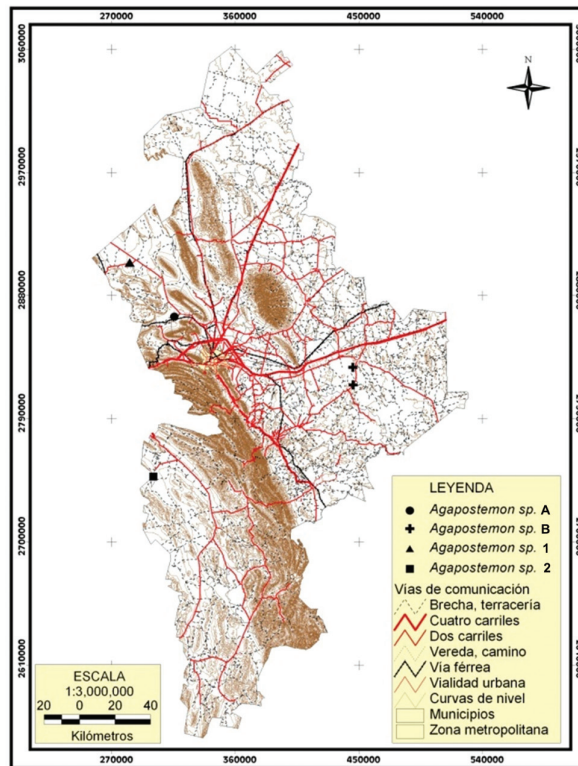 270000 360000 450000 540000
3060000
2970000
2880000
2790000
2700000
2610000
N
LEYENDA
Agapostemon sp. A
Agapostemon sp. B
Agapostemon sp. 1
Agapostemon sp. 2
Vías de comunicación
Brecha, terracería
Cuatro carriles
Dos carriles
Vereda, camino
Via férrea
Vialidad urbana
Curvas de nivel
Municipios
Zona metropolitana
ESCALA
1:3,000,000
20 0 20 40
Kilómetros
270000 360000 450000 540000